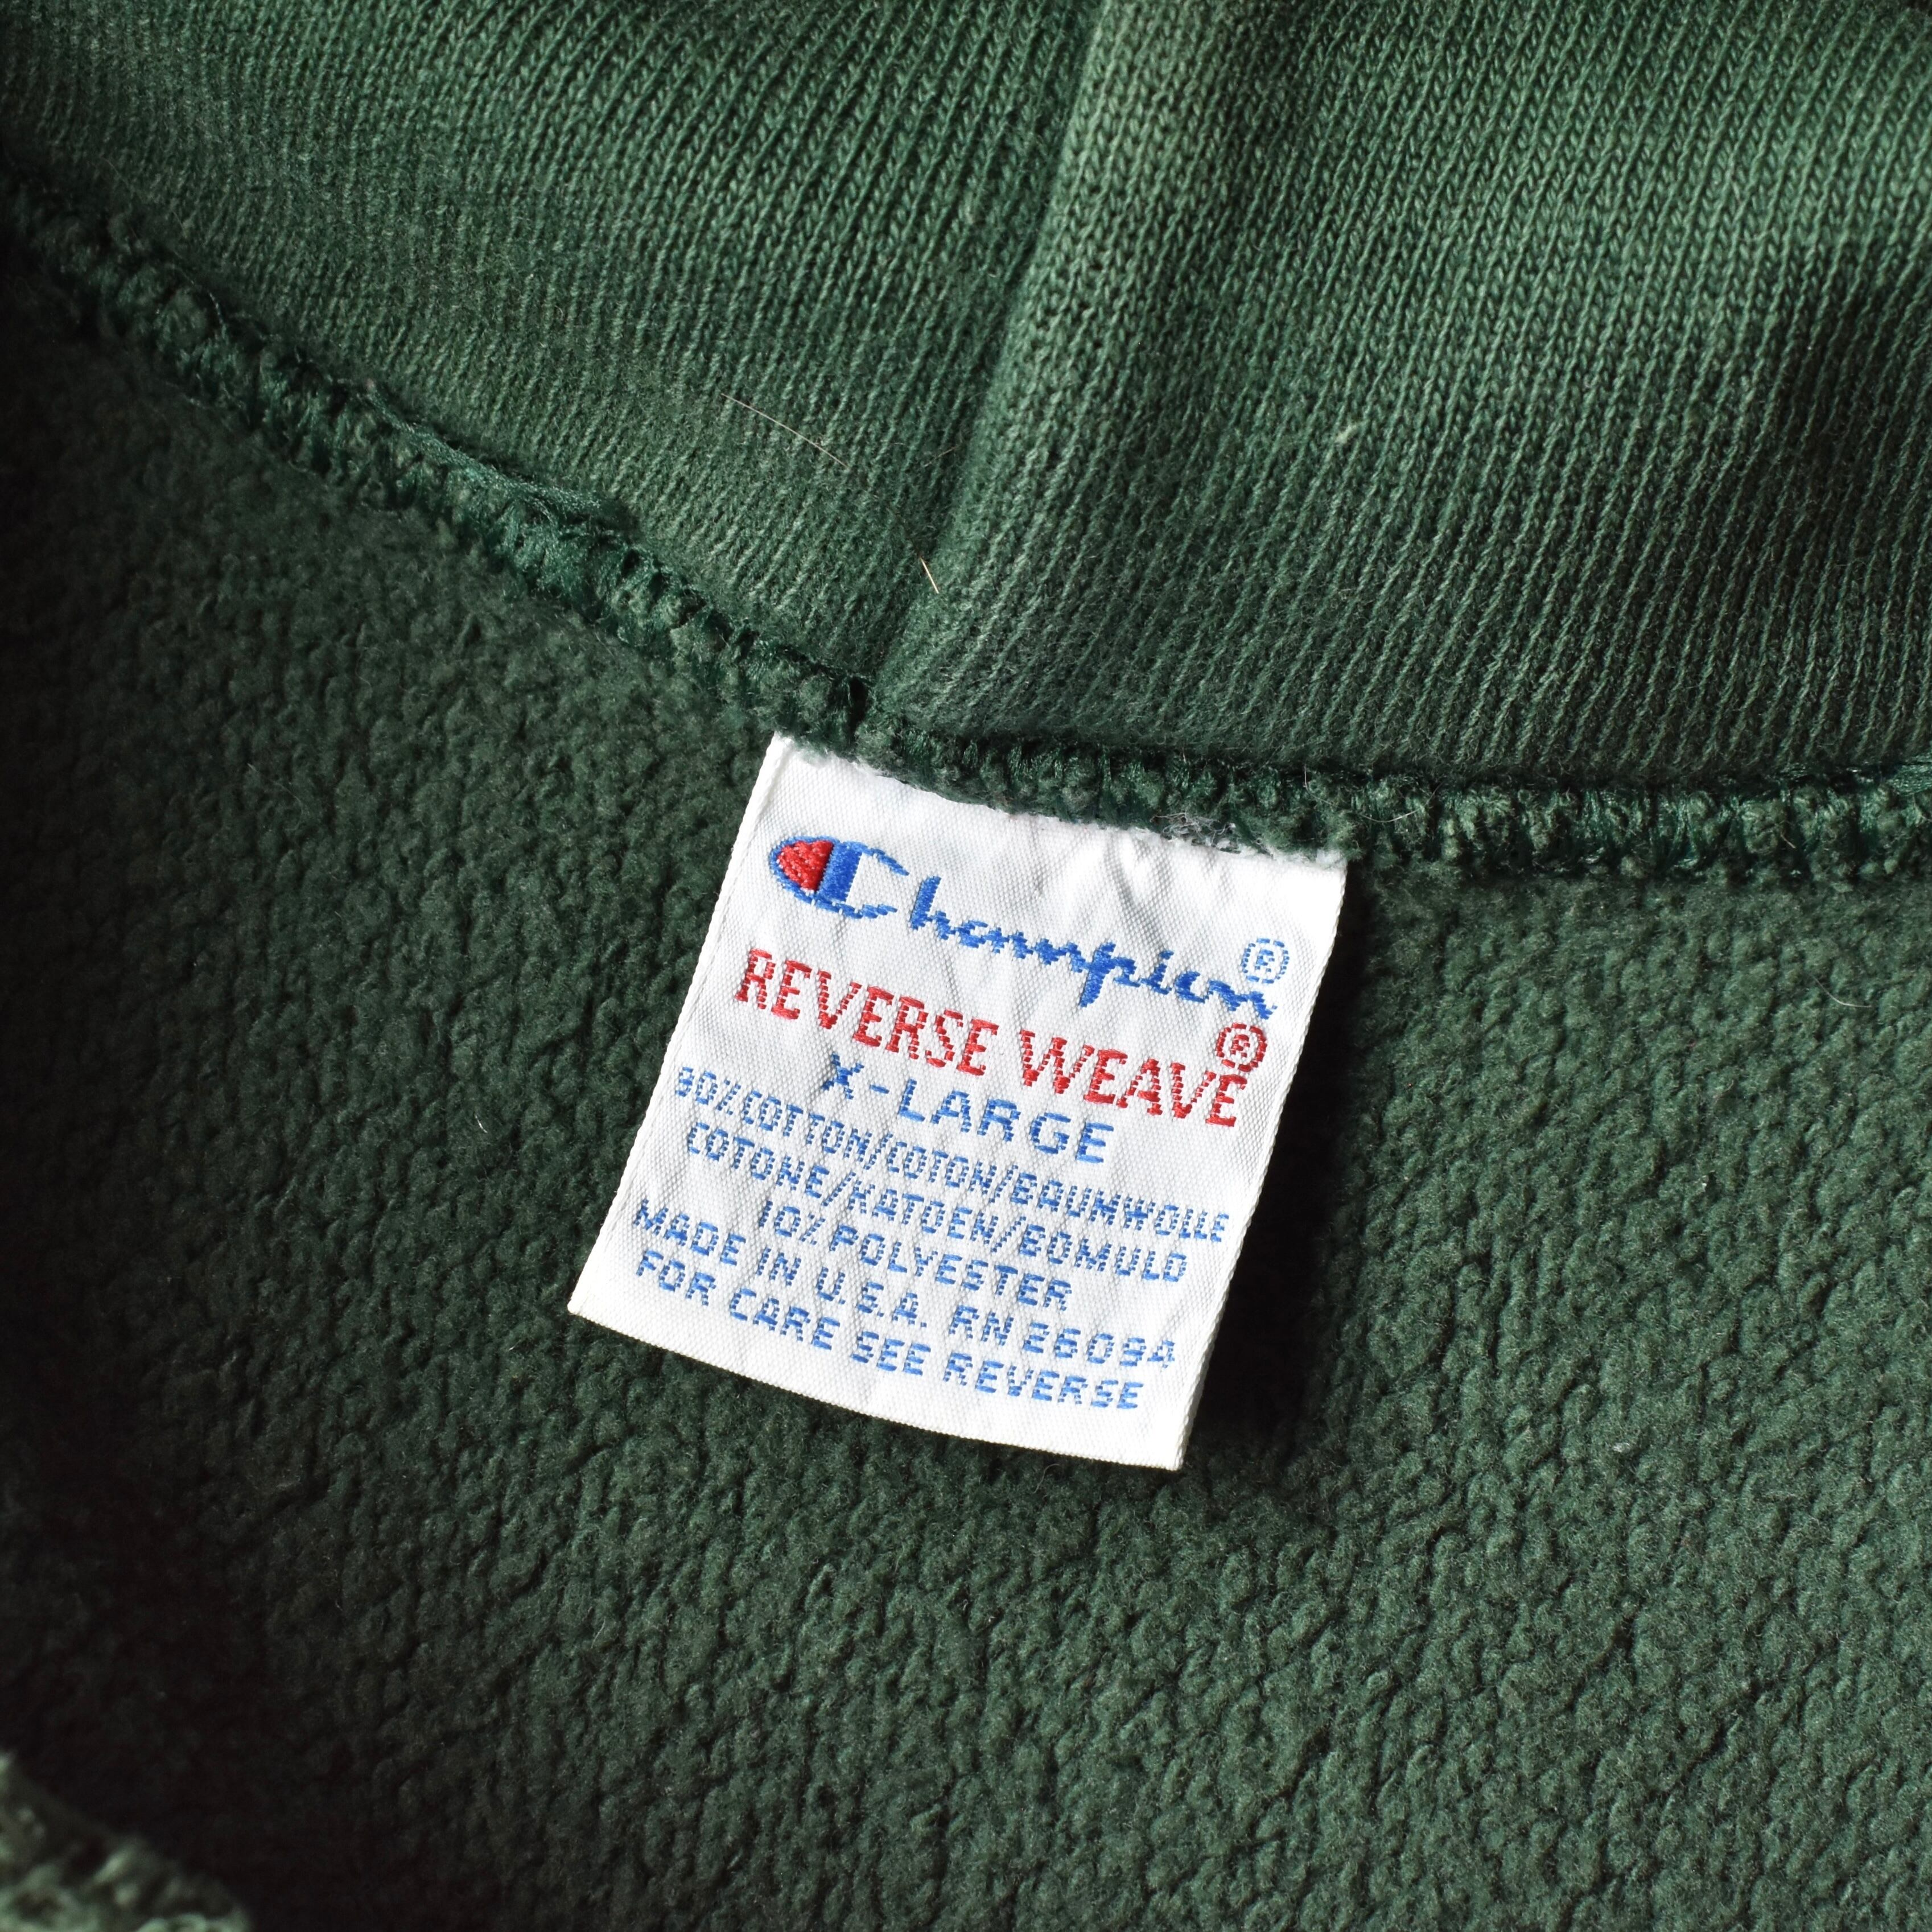 Champion®
REVERSE WEAVE®
X-LARGE
90% COTTON/COTON/BAUMWOLLE
COTONE/KATOEN/BOMULD
10% POLYESTER
MADE IN U.S.A. RN 26094
FOR CARE SEE REVERSE